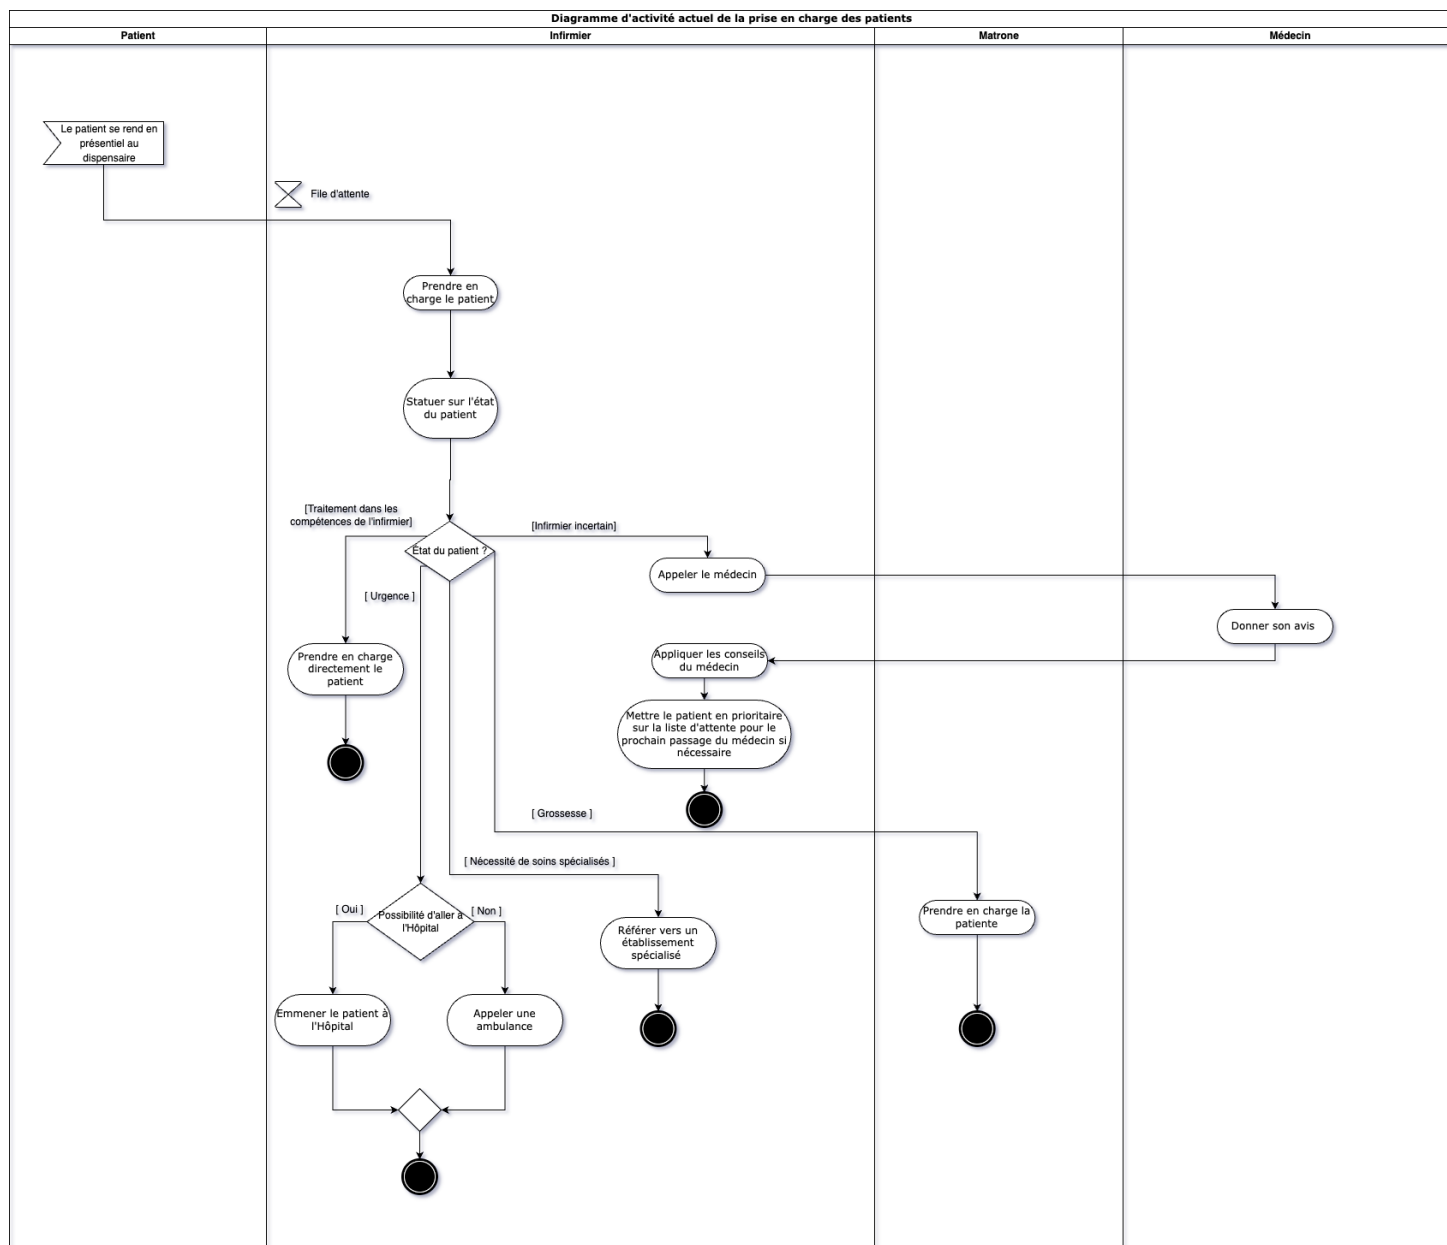 Diagramme d'activité actuel de la prise en charge des patients
Patient
Infirmier
Matrone
Médecin
Le patient se rend en
présentiel au
dispensaire
File d'attente
Prendre en
charge le patient
Statuer sur l'état
du patient
[Traitement dans les
compétences de l'infirmier]
[Infirmier incertain]
État du patient ?
Appeler le médecin
[ Urgence ]
Donner son avis
Prendre en charge
directement le
patient
Appliquer les conseils
du médecin
Mettre le patient en prioritaire
sur la liste d'attente pour le
prochain passage du médecin si
nécessaire
[ Grossesse ]
[ Nécessité de soins spécialisés ]
[ Oui ]
Possibilité d'aller à
l'Hôpital
[ Non ]
Prendre en charge la
patiente
Référer vers un
établissement
spécialisé
Emmener le patient à
l'Hôpital
Appeler une
ambulance